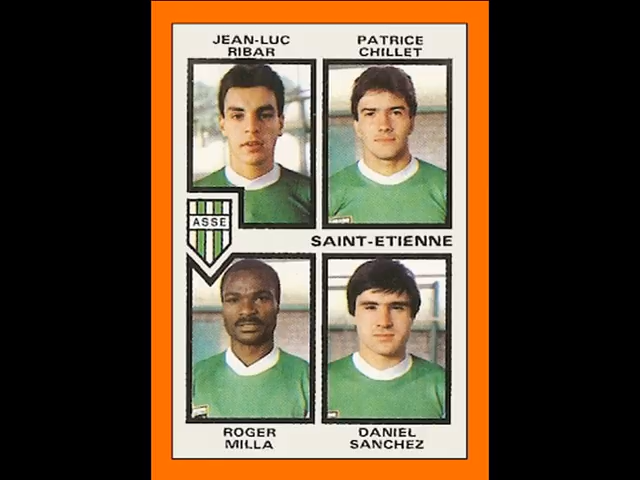 JEAN-LUC
RIBAR
PATRICE
CHILLET
ASSE
SAINT-ETIENNE
ROGER
MILLA
DANIEL
SANCHEZ